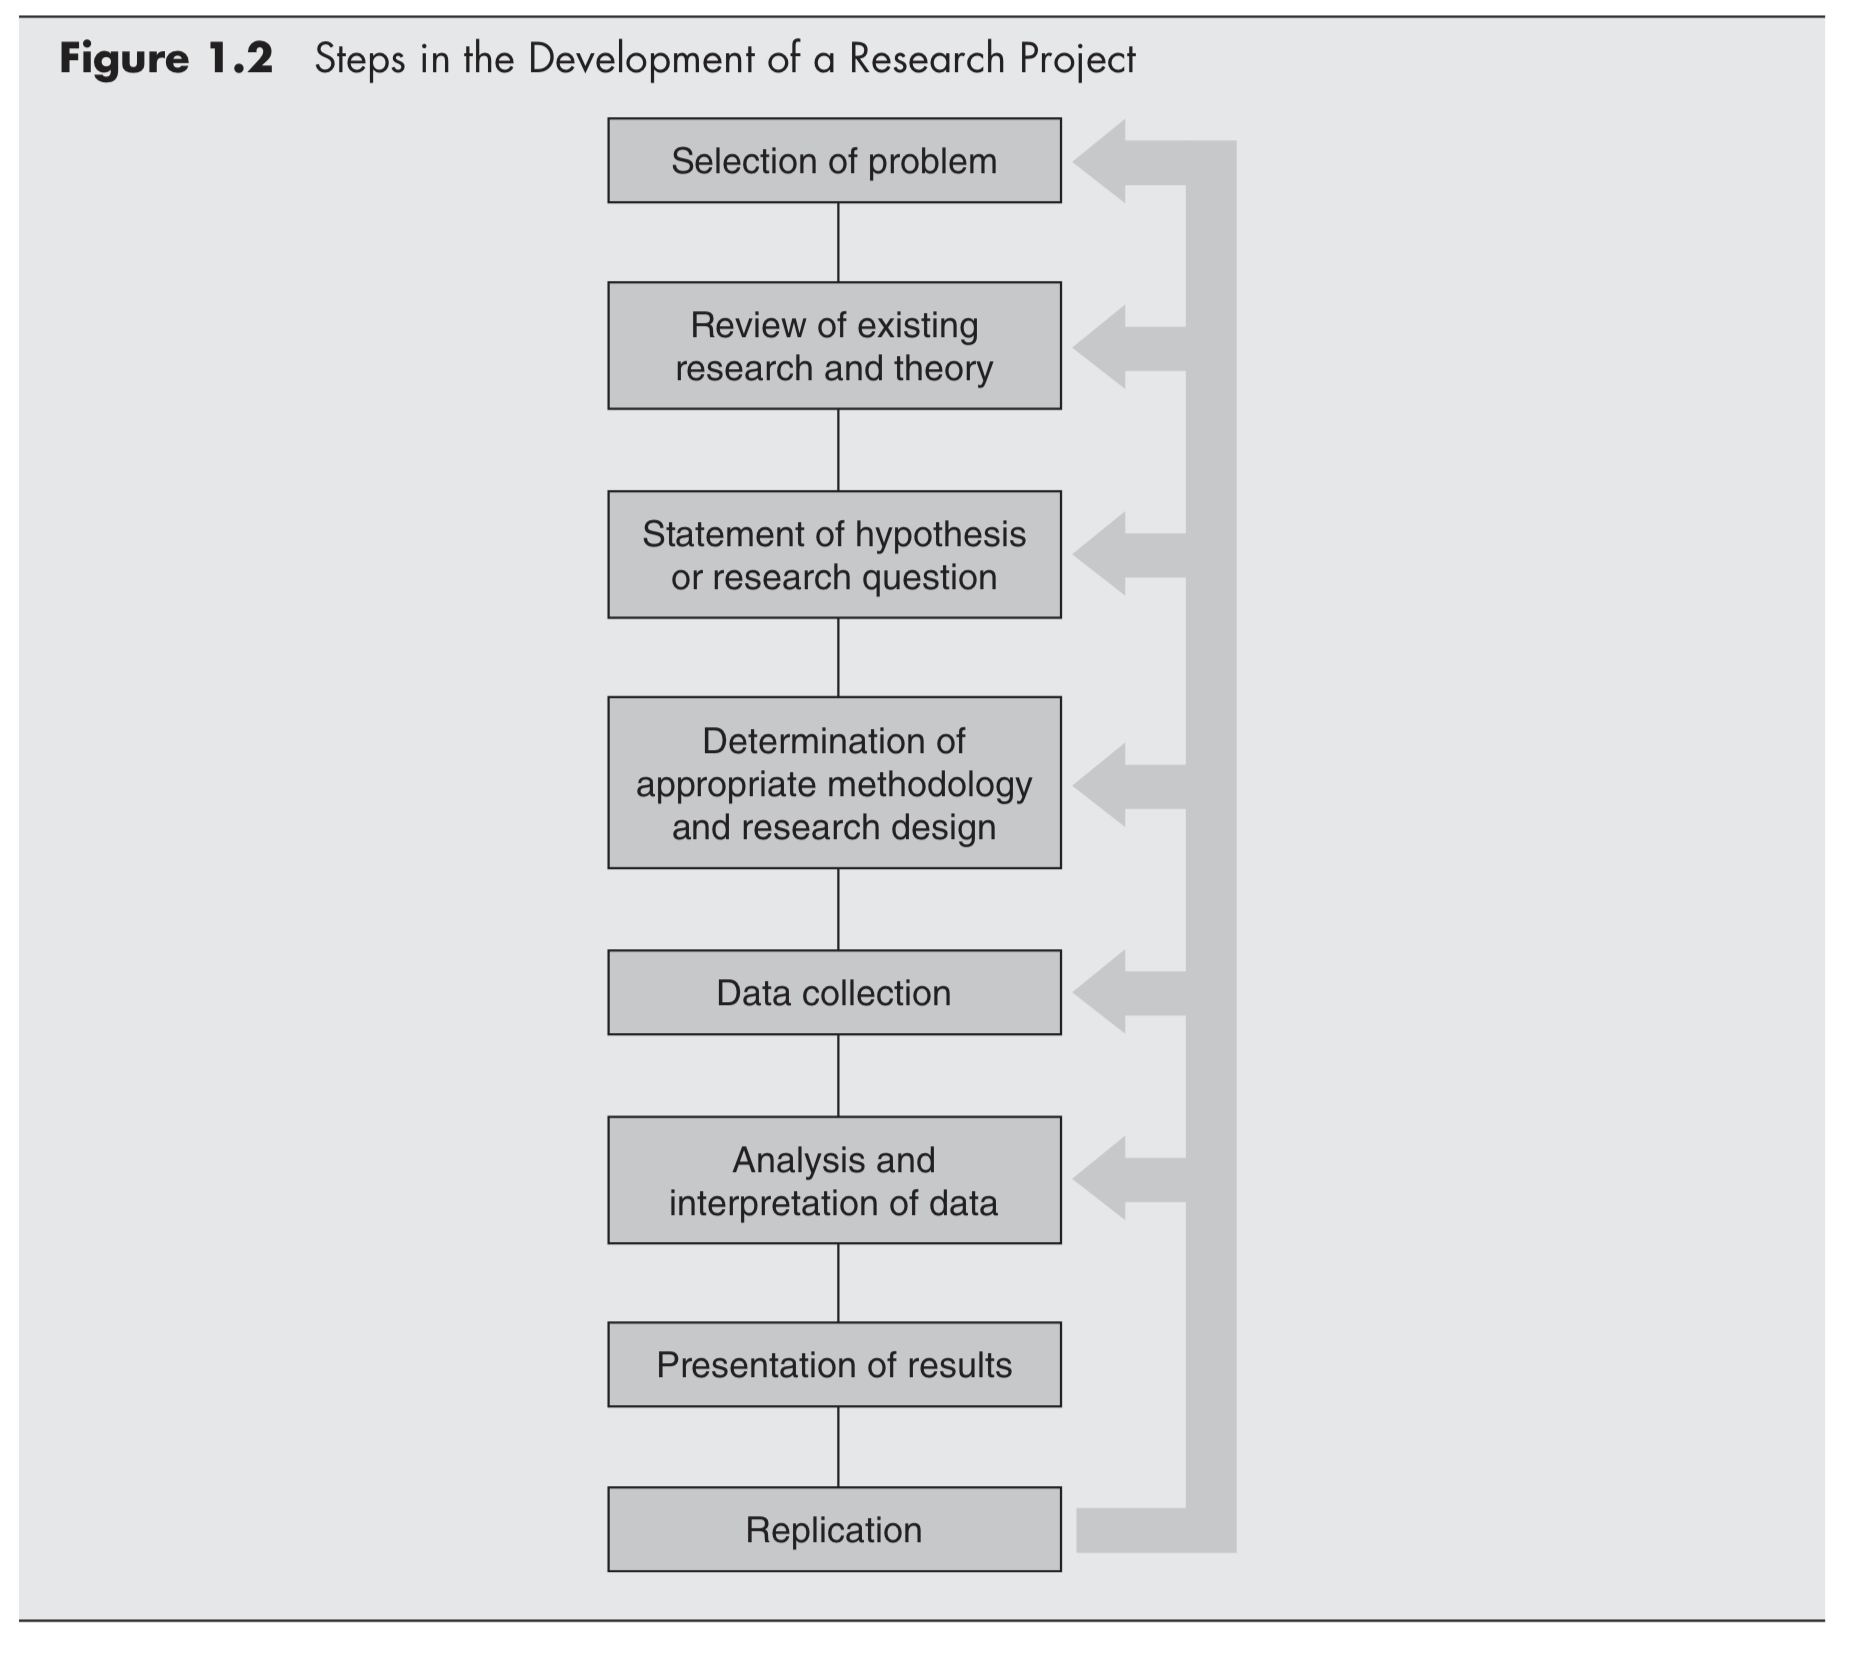 Figure 1.2 Steps in the Development of a Research Project
Selection of problem
Review of existing
research and theory
Statement of hypothesis
or research question
Determination of
appropriate methodology
and research design
Data collection
Analysis and
interpretation of data
Presentation of results
Replication